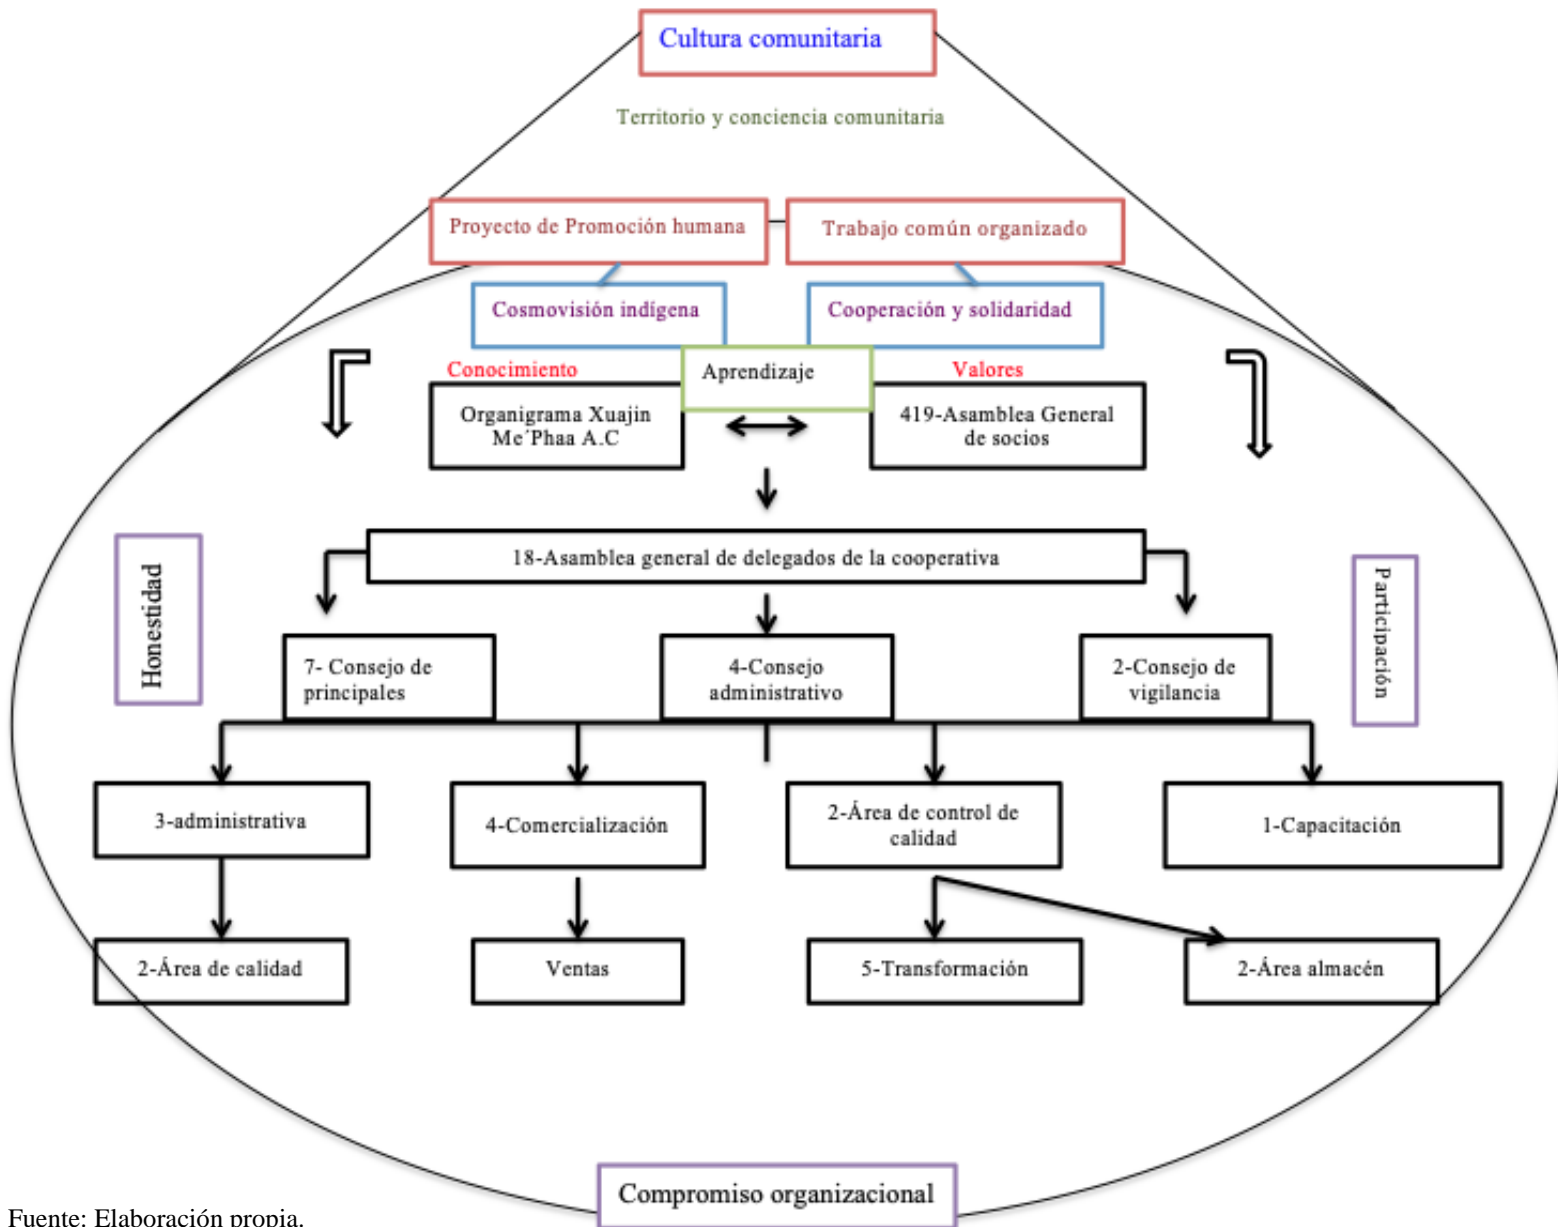 Cultura comunitaria
Territorio y conciencia comunitaria
Proyecto de Promoción humana
Trabajo común organizado
Cosmovisión indígena
Cooperación y solidaridad
Conocimiento
Aprendizaje
Valores
Organigrama Xuajin
Me´Phaa A.C
419-Asamblea General
de socios
18-Asamblea general de delegados de la cooperativa
Honestidad
Participación
7- Consejo de
principales
4-Consejo
administrativo
2-Consejo de
vigilancia
3-administrativa
4-Comercialización
2-Área de control de
calidad
1-Capacitación
2-Área de calidad
Ventas
5-Transformación
2-Área almacén
Compromiso organizacional
Fuente: Elaboración propia.